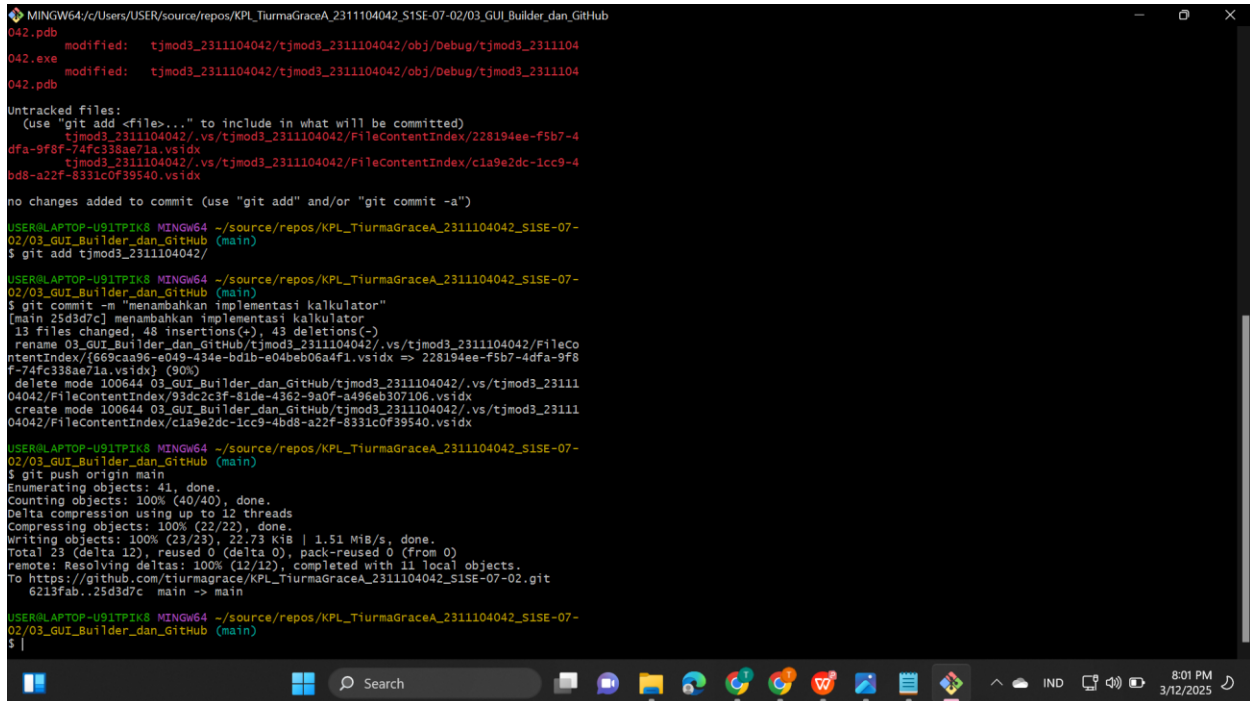 MINGW64:/c/Users/USER/source/repos/KPL_TiurmaGraceA_2311104042_S1SE-07-02/03_GUI_Builder_dan_GitHub
042.pdb
modified: tjmod3_2311104042/tjmod3_2311104042/obj/Debug/tjmod3_2311104
042.exe
modified: tjmod3_2311104042/tjmod3_2311104042/obj/Debug/tjmod3_2311104
042.pdb
Untracked files:
(use "git add <file>..." to include in what will be committed)
tjmod3_2311104042/.vs/tjmod3_2311104042/FileContentIndex/228194ee-f5b7-4
dfa-9f8f-74fc338ae71a.vsidx
tjmod3_2311104042/.vs/tjmod3_2311104042/FileContentIndex/c1a9e2dc-1cc9-4
bd8-a22f-8331c0f39540.vsidx
no changes added to commit (use "git add" and/or "git commit -a")
USER@LAPTOP-U91TPIK8 MINGW64 ~/source/repos/KPL_TiurmaGraceA_2311104042_S1SE-07-
02/03_GUI_Builder_dan_GitHub (main)
$ git add tjmod3_2311104042/
USER@LAPTOP-U91TPIK8 MINGW64 ~/source/repos/KPL_TiurmaGraceA_2311104042_S1SE-07-
02/03_GUI_Builder_dan_GitHub (main)
$ git commit -m "menambahkan implementasi kalkulator"
[main 25d3d7c] menambahkan implementasi kalkulator
13 files changed, 48 insertions(+), 43 deletions(-)
rename 03_GUI_Builder_dan_GitHub/tjmod3_2311104042/.vs/tjmod3_2311104042/FileCo
ntentIndex/{669caa96-e049-434e-bd1b-e04beb06a4f1.vsidx => 228194ee-f5b7-4dfa-9f8
f-74fc338ae71a.vsidx} (90%)
delete mode 100644 03_GUI_Builder_dan_GitHub/tjmod3_2311104042/.vs/tjmod3_23111
04042/FileContentIndex/93dc2c3f-81de-4362-9a0f-a496eb307106.vsidx
create mode 100644 03_GUI_Builder_dan_GitHub/tjmod3_2311104042/.vs/tjmod3_23111
04042/FileContentIndex/c1a9e2dc-1cc9-4bd8-a22f-8331c0f39540.vsidx
USER@LAPTOP-U91TPIK8 MINGW64 ~/source/repos/KPL_TiurmaGraceA_2311104042_S1SE-07-
02/03_GUI_Builder_dan_GitHub (main)
$ git push origin main
Enumerating objects: 41, done.
Counting objects: 100% (40/40), done.
Delta compression using up to 12 threads
Compressing objects: 100% (22/22), done.
Writing objects: 100% (23/23), 22.73 KiB | 1.51 MiB/s, done.
Total 23 (delta 12), reused 0 (delta 0), pack-reused 0 (from 0)
remote: Resolving deltas: 100% (12/12), completed with 11 local objects.
To https://github.com/tiurmagrace/KPL_TiurmaGraceA_2311104042_S1SE-07-02.git
6213fab..25d3d7c main -> main
USER@LAPTOP-U91TPIK8 MINGW64 ~/source/repos/KPL_TiurmaGraceA_2311104042_S1SE-07-
02/03_GUI_Builder_dan_GitHub (main)
$
Search
IND
8:01 PM
3/12/2025